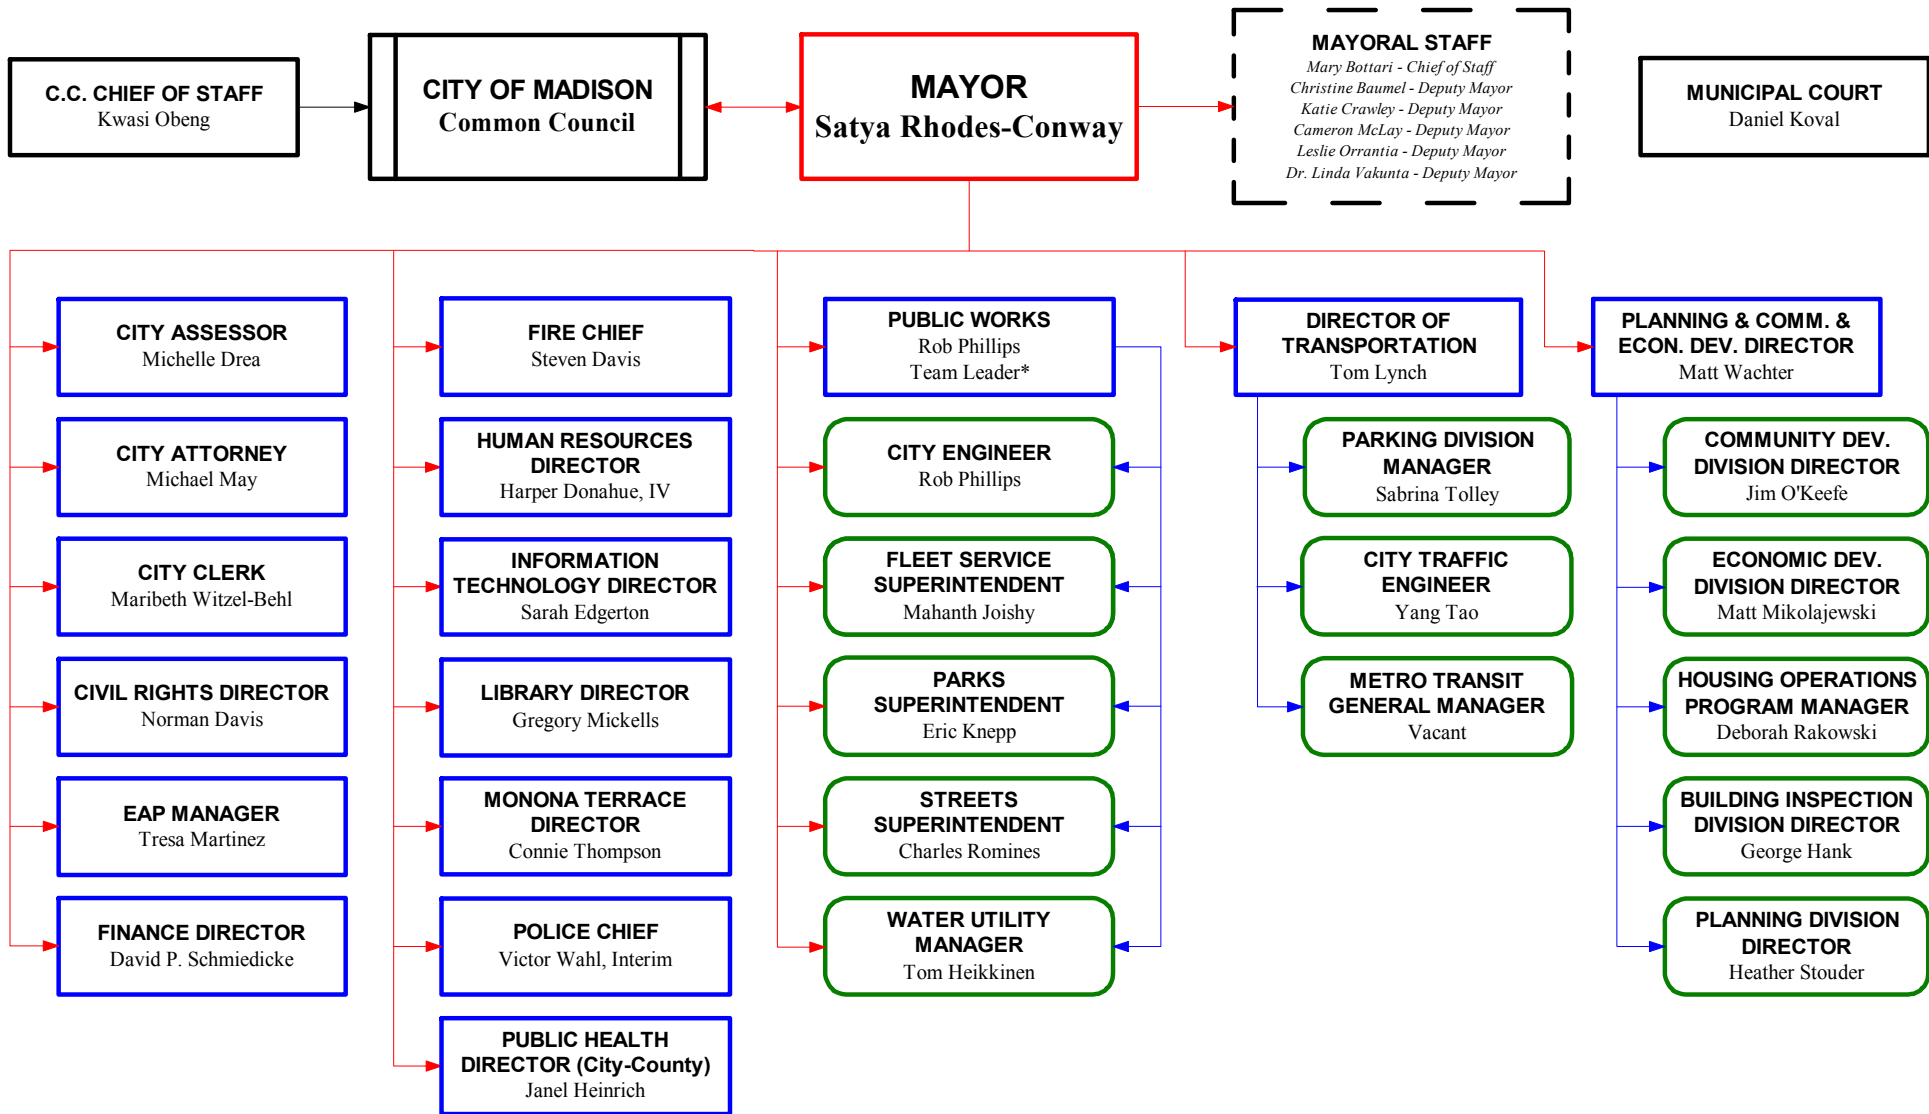 C.C. CHIEF OF STAFF
Kwasi Obeng
CITY OF MADISON
Common Council
MAYOR
Satya Rhodes-Conway
MAYORAL STAFF
Mary Bottari - Chief of Staff
Christine Baumel - Deputy Mayor
Katie Crawley - Deputy Mayor
Cameron McLay - Deputy Mayor
Leslie Orrantia - Deputy Mayor
Dr. Linda Vakunta - Deputy Mayor
MUNICIPAL COURT
Daniel Koval
CITY ASSESSOR
Michelle Drea
CITY ATTORNEY
Michael May
CITY CLERK
Maribeth Witzel-Behl
CIVIL RIGHTS DIRECTOR
Norman Davis
EAP MANAGER
Tresa Martinez
FINANCE DIRECTOR
David P. Schmiedicke
FIRE CHIEF
Steven Davis
HUMAN RESOURCES
DIRECTOR
Harper Donahue, IV
INFORMATION
TECHNOLOGY DIRECTOR
Sarah Edgerton
LIBRARY DIRECTOR
Gregory Mickells
MONONA TERRACE
DIRECTOR
Connie Thompson
POLICE CHIEF
Victor Wahl, Interim
PUBLIC HEALTH
DIRECTOR (City-County)
Janel Heinrich
PUBLIC WORKS
Rob Phillips
Team Leader*
CITY ENGINEER
Rob Phillips
FLEET SERVICE
SUPERINTENDENT
Mahanth Joishy
PARKS
SUPERINTENDENT
Eric Knepp
STREETS
SUPERINTENDENT
Charles Romines
WATER UTILITY
MANAGER
Tom Heikkinen
DIRECTOR OF
TRANSPORTATION
Tom Lynch
PARKING DIVISION
MANAGER
Sabrina Tolley
CITY TRAFFIC
ENGINEER
Yang Tao
METRO TRANSIT
GENERAL MANAGER
Vacant
PLANNING & COMM. &
ECON. DEV. DIRECTOR
Matt Wachter
COMMUNITY DEV.
DIVISION DIRECTOR
Jim O'Keefe
ECONOMIC DEV.
DIVISION DIRECTOR
Matt Mikolajewski
HOUSING OPERATIONS
PROGRAM MANAGER
Deborah Rakowski
BUILDING INSPECTION
DIVISION DIRECTOR
George Hank
PLANNING DIVISION
DIRECTOR
Heather Stouder